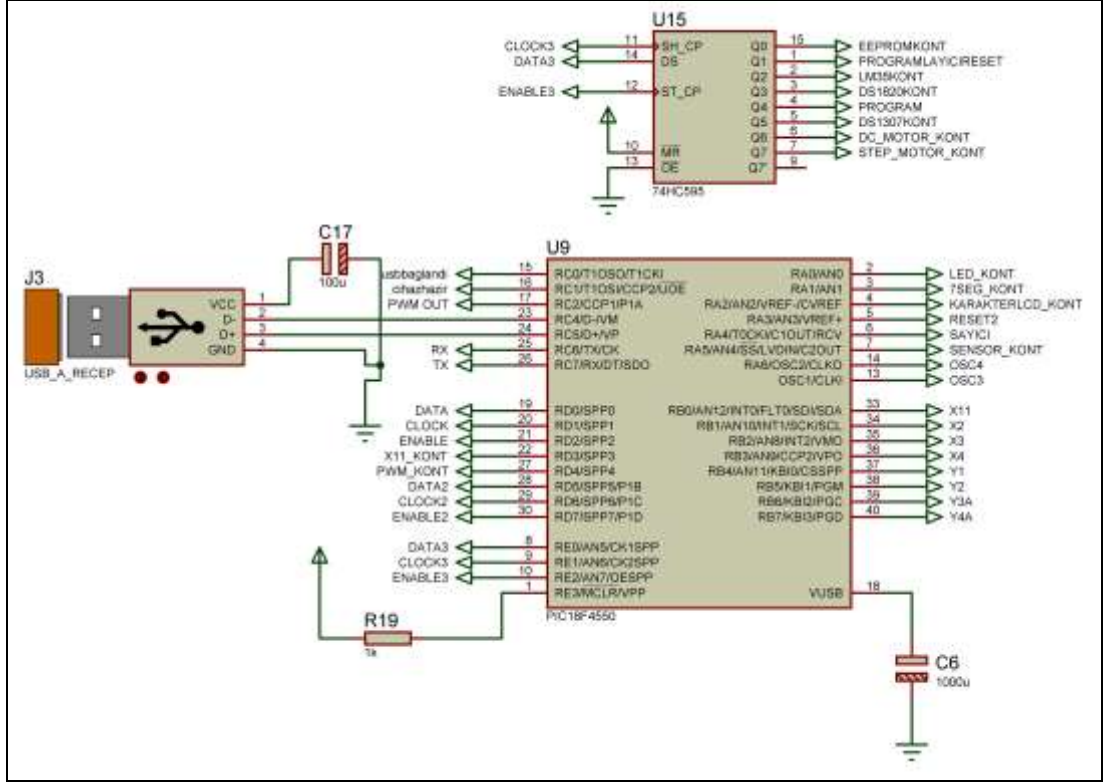 U15
CLOCK3 11 SH_CP Q0 15 EEPROMKONT
DATA3 14 DS Q1 1 PROGRAMLAYICIRESET
Q2 2 LM35KONT
ENABLE3 12 ST_CP Q3 3 DS1820KONT
Q4 4 PROGRAM
Q5 5 DS1307KONT
Q6 6 DC_MOTOR_KONT
10 MR Q7 7 STEP_MOTOR_KONT
13 OE Q7' 9
74HC595
C17
100u
J3
VCC 1
D- 2
D+ 3
GND 4
USB_A_RECEP
U9
usbbaglandi 15 RC0/T1OSO/T1CKI RA0/AN0 2 LED_KONT
cihazhazir 16 RC1/T1OSI/CCP2/UOE RA1/AN1 3 7SEG_KONT
PWM OUT 17 RC2/CCP1/P1A RA2/AN2/VREF-/CVREF 4 KARAKTERLCD_KONT
23 RC4/D-/VM RA3/AN3/VREF+ 5 RESET2
24 RC5/D+/VP RA4/T0CKI/C1OUT/RCV 6 SAYICI
RX 25 RC6/TX/CK RA5/AN4/SS/LVDIN/C2OUT 7 SENSOR_KONT
TX 26 RC7/RX/DT/SDO RA6/OSC2/CLKO 14 OSC4
OSC1/CLKI 13 OSC3
DATA 19 RD0/SPP0 RB0/AN12/INT0/FLT0/SDI/SDA 33 X11
CLOCK 20 RD1/SPP1 RB1/AN10/INT1/SCK/SCL 34 X2
ENABLE 21 RD2/SPP2 RB2/AN8/INT2/VMO 35 X3
X11_KONT 22 RD3/SPP3 RB3/AN9/CCP2/VPO 36 X4
PWM_KONT 27 RD4/SPP4 RB4/AN11/KBI0/CSSPP 37 Y1
DATA2 28 RD5/SPP5/P1B RB5/KBI1/PGM 38 Y2
CLOCK2 29 RD6/SPP6/P1C RB6/KBI2/PGC 39 Y3A
ENABLE2 30 RD7/SPP7/P1D RB7/KBI3/PGD 40 Y4A
DATA3 8 RE0/AN5/CK1SPP
CLOCK3 9 RE1/AN6/CK2SPP
ENABLE3 10 RE2/AN7/OESPP
1 RE3/MCLR/VPP VUSB 18
PIC18F4550
R19
1k
C6
1000u